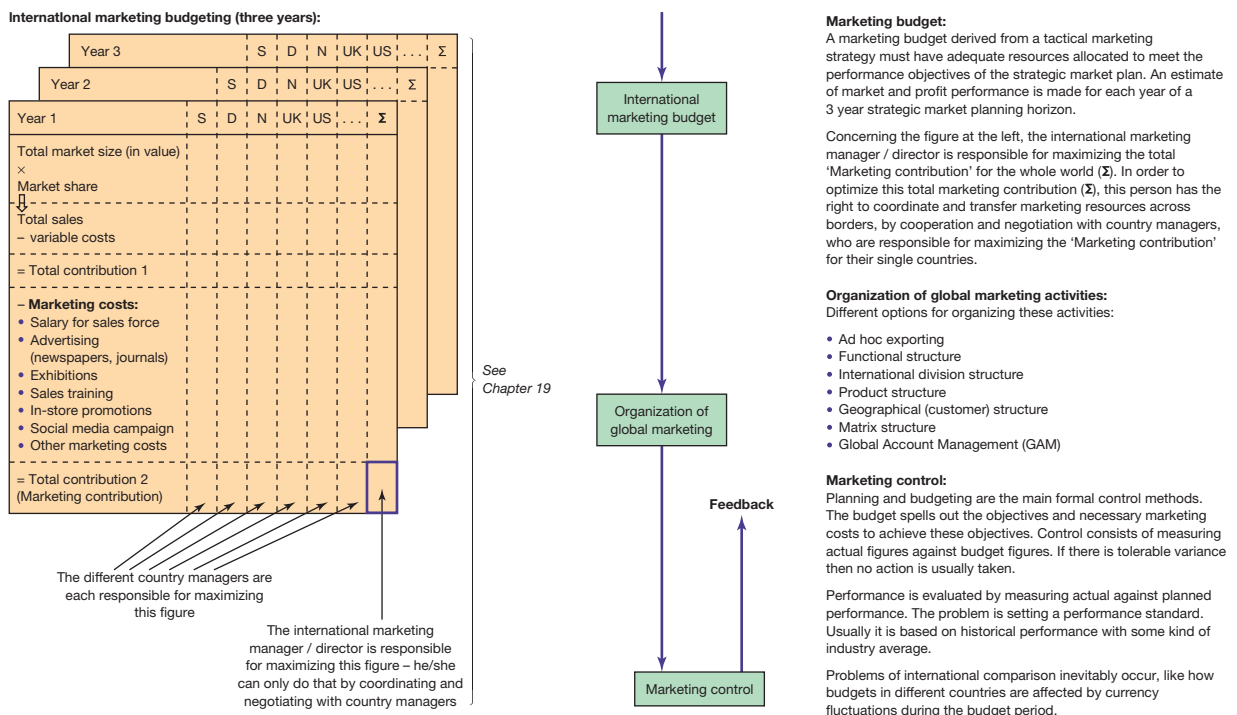 International marketing budgeting (three years):
Year 3 S D N UK US . . . Σ
Year 2 S D N UK US . . . Σ
Year 1 S D N UK US . . . Σ
Total market size (in value)
×
Market share
Total sales
– variable costs
= Total contribution 1
– Marketing costs:
• Salary for sales force
• Advertising
(newspapers, journals)
• Exhibitions
• Sales training
• In-store promotions
• Social media campaign
• Other marketing costs
= Total contribution 2
(Marketing contribution)
The different country managers are
each responsible for maximizing
this figure
The international marketing
manager / director is responsible
for maximizing this figure – he/she
can only do that by coordinating and
negotiating with country managers
See
Chapter 19
International
marketing budget
Organization of
global marketing
Feedback
Marketing control
Marketing budget:
A marketing budget derived from a tactical marketing
strategy must have adequate resources allocated to meet the
performance objectives of the strategic market plan. An estimate
of market and profit performance is made for each year of a
3 year strategic market planning horizon.
Concerning the figure at the left, the international marketing
manager / director is responsible for maximizing the total
‘Marketing contribution’ for the whole world (Σ). In order to
optimize this total marketing contribution (Σ), this person has the
right to coordinate and transfer marketing resources across
borders, by cooperation and negotiation with country managers,
who are responsible for maximizing the ‘Marketing contribution’
for their single countries.
Organization of global marketing activities:
Different options for organizing these activities:
• Ad hoc exporting
• Functional structure
• International division structure
• Product structure
• Geographical (customer) structure
• Matrix structure
• Global Account Management (GAM)
Marketing control:
Planning and budgeting are the main formal control methods.
The budget spells out the objectives and necessary marketing
costs to achieve these objectives. Control consists of measuring
actual figures against budget figures. If there is tolerable variance
then no action is usually taken.
Performance is evaluated by measuring actual against planned
performance. The problem is setting a performance standard.
Usually it is based on historical performance with some kind of
industry average.
Problems of international comparison inevitably occur, like how
budgets in different countries are affected by currency
fluctuations during the budget period.